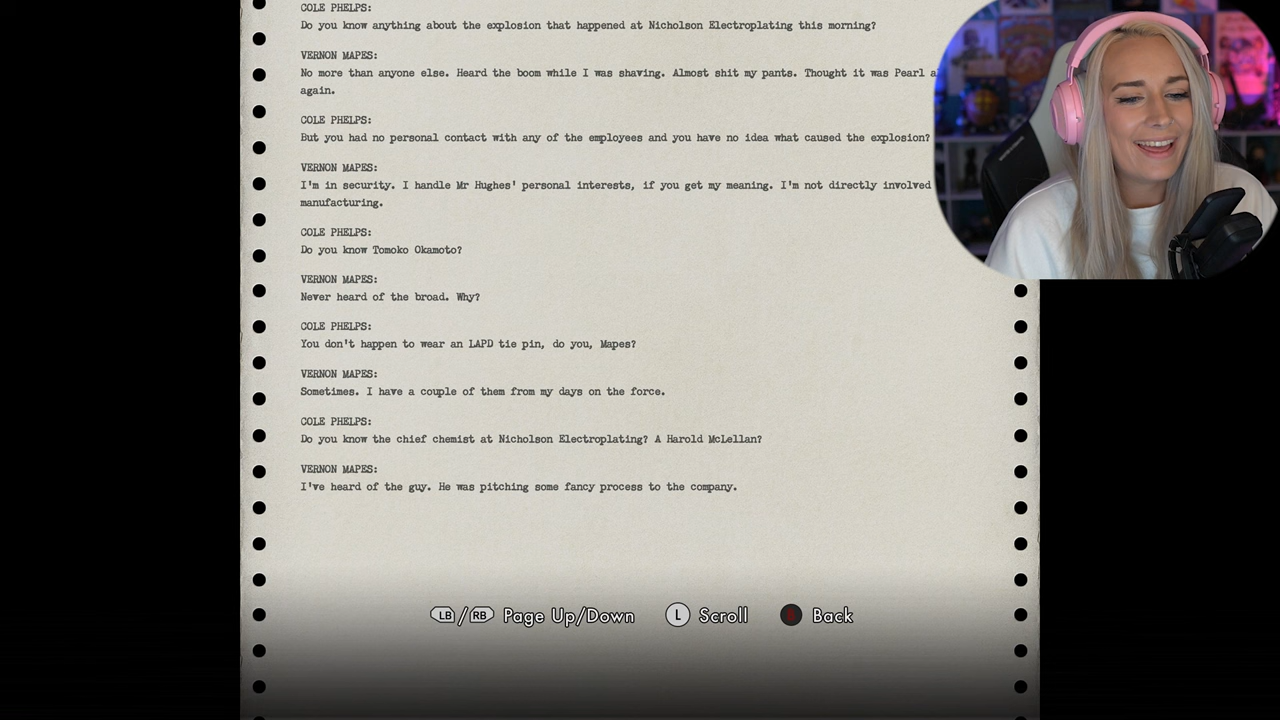 COLE PHELPS:
Do you know anything about the explosion that happened at Nicholson Electroplating this morning?
VERNON MAPES:
No more than anyone else. Heard the boom while I was shaving. Almost shit my pants. Thought it was Pearl
again.
COLE PHELPS:
But you had no personal contact with any of the employees and you have no idea what caused the explosion?
VERNON MAPES:
I'm in security. I handle Mr Hughes' personal interests, if you get my meaning. I'm not directly involved
manufacturing.
COLE PHELPS:
Do you know Tomoko Okamoto?
VERNON MAPES:
Never heard of the broad. Why?
COLE PHELPS:
You don't happen to wear an LAPD tie pin, do you, Mapes?
VERNON MAPES:
Sometimes. I have a couple of them from my days on the force.
COLE PHELPS:
Do you know the chief chemist at Nicholson Electroplating? A Harold McLellan?
VERNON MAPES:
I've heard of the guy. He was pitching some fancy process to the company.
LB/RB Page Up/Down L Scroll B Back